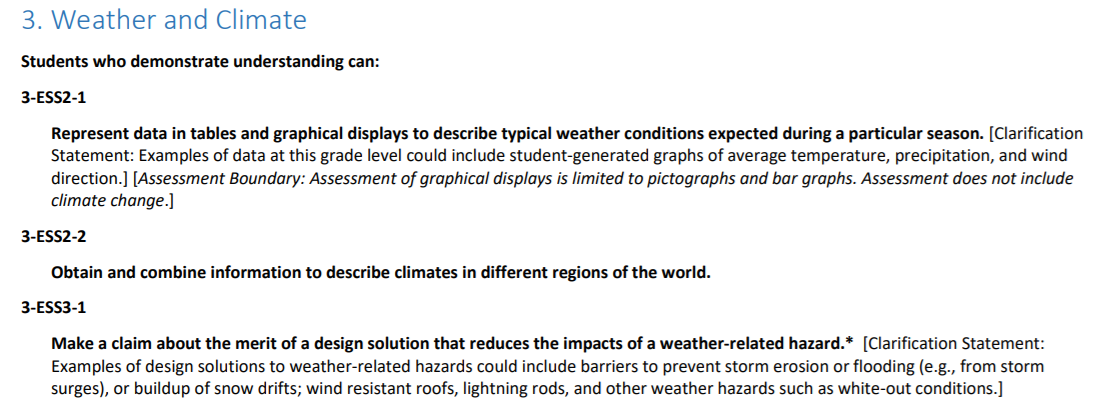 3. Weather and Climate
Students who demonstrate understanding can:
3-ESS2-1
Represent data in tables and graphical displays to describe typical weather conditions expected during a particular season. [Clarification
Statement: Examples of data at this grade level could include student-generated graphs of average temperature, precipitation, and wind
direction.] [Assessment Boundary: Assessment of graphical displays is limited to pictographs and bar graphs. Assessment does not include
climate change.]
3-ESS2-2
Obtain and combine information to describe climates in different regions of the world.
3-ESS3-1
Make a claim about the merit of a design solution that reduces the impacts of a weather-related hazard.* [Clarification Statement:
Examples of design solutions to weather-related hazards could include barriers to prevent storm erosion or flooding (e.g., from storm
surges), or buildup of snow drifts; wind resistant roofs, lightning rods, and other weather hazards such as white-out conditions.]